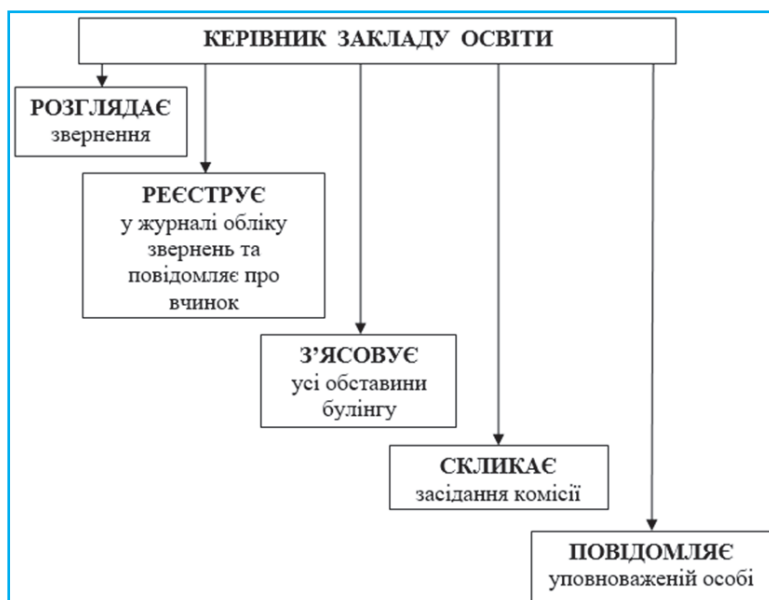 КЕРІВНИК ЗАКЛАДУ ОСВІТИ
РОЗГЛЯДАЄ
звернення
РЕЄСТРУЄ
у журналі обліку
звернень та
повідомляє про
вчинок
З’ЯСОВУЄ
усі обставини
булінгу
СКЛИКАЄ
засідання комісії
ПОВІДОМЛЯЄ
уповноваженій особі